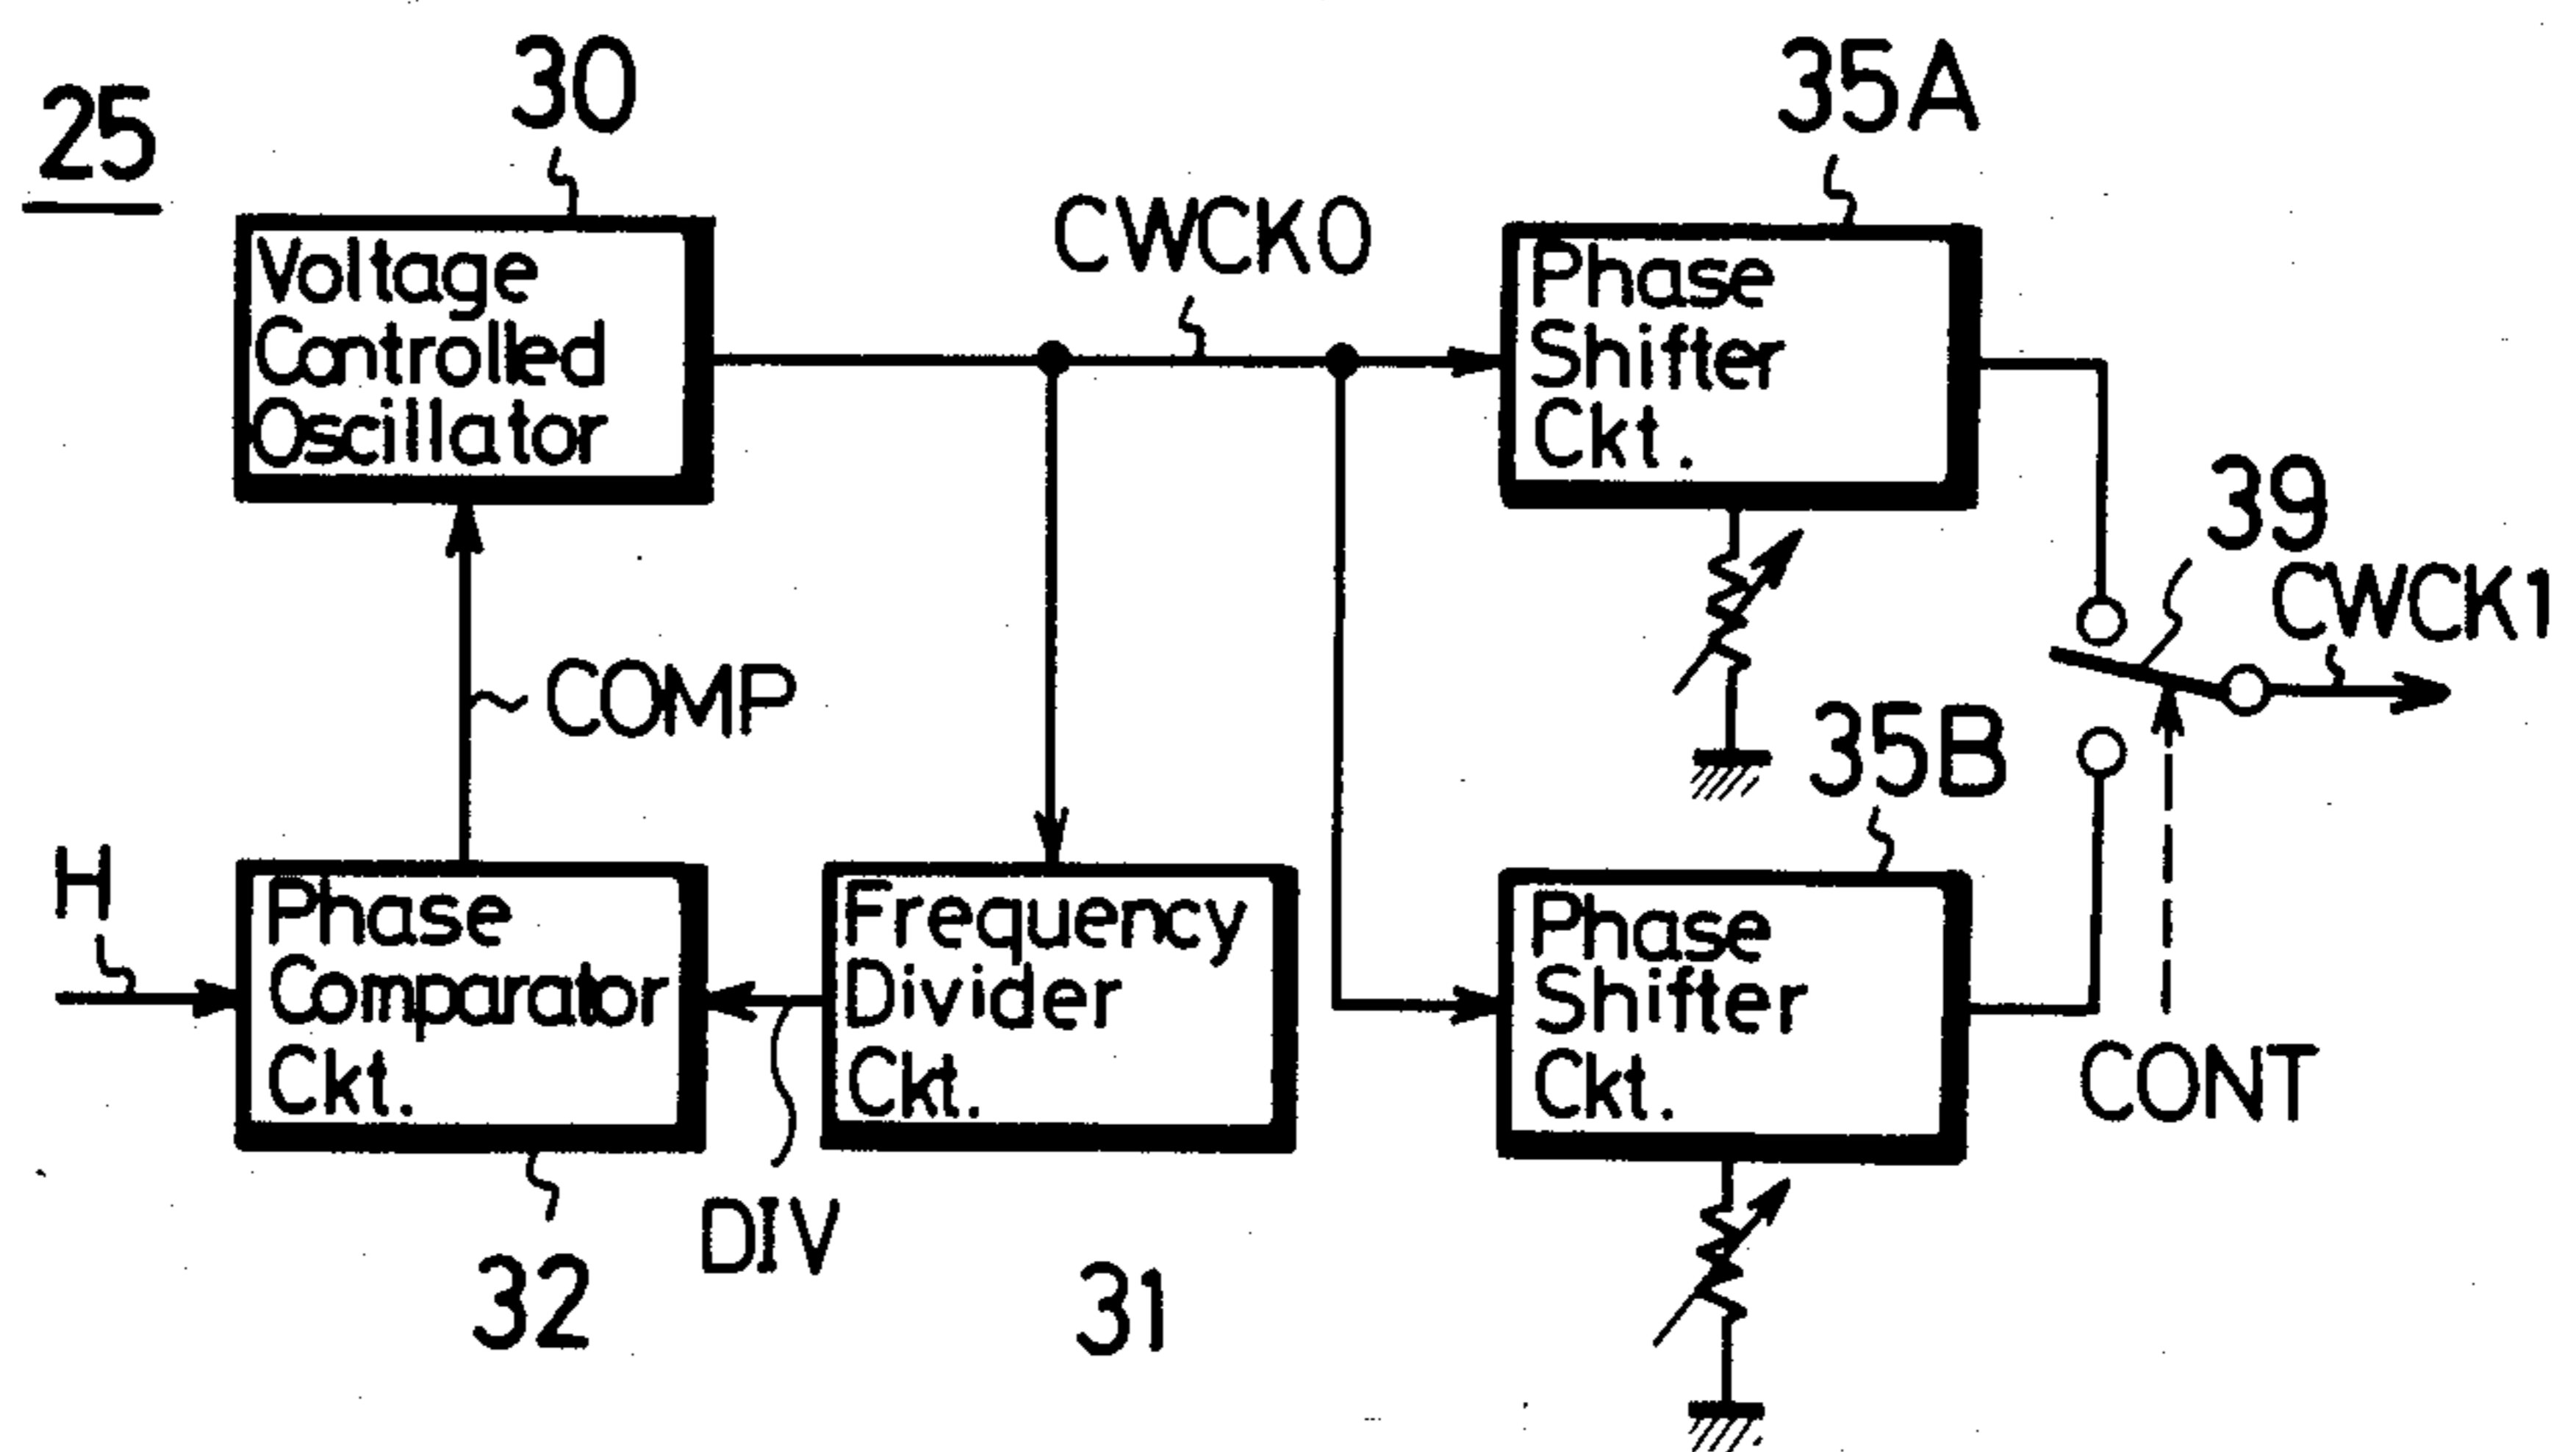 25
30
35A
Voltage
Controlled
Oscillator
CWCK0
Phase
Shifter
Ckt.
39
CWCK1
COMP
35B
H
Phase
Comparator
Ckt.
Frequency
Divider
Ckt.
Phase
Shifter
Ckt.
CONT
DIV
32
31